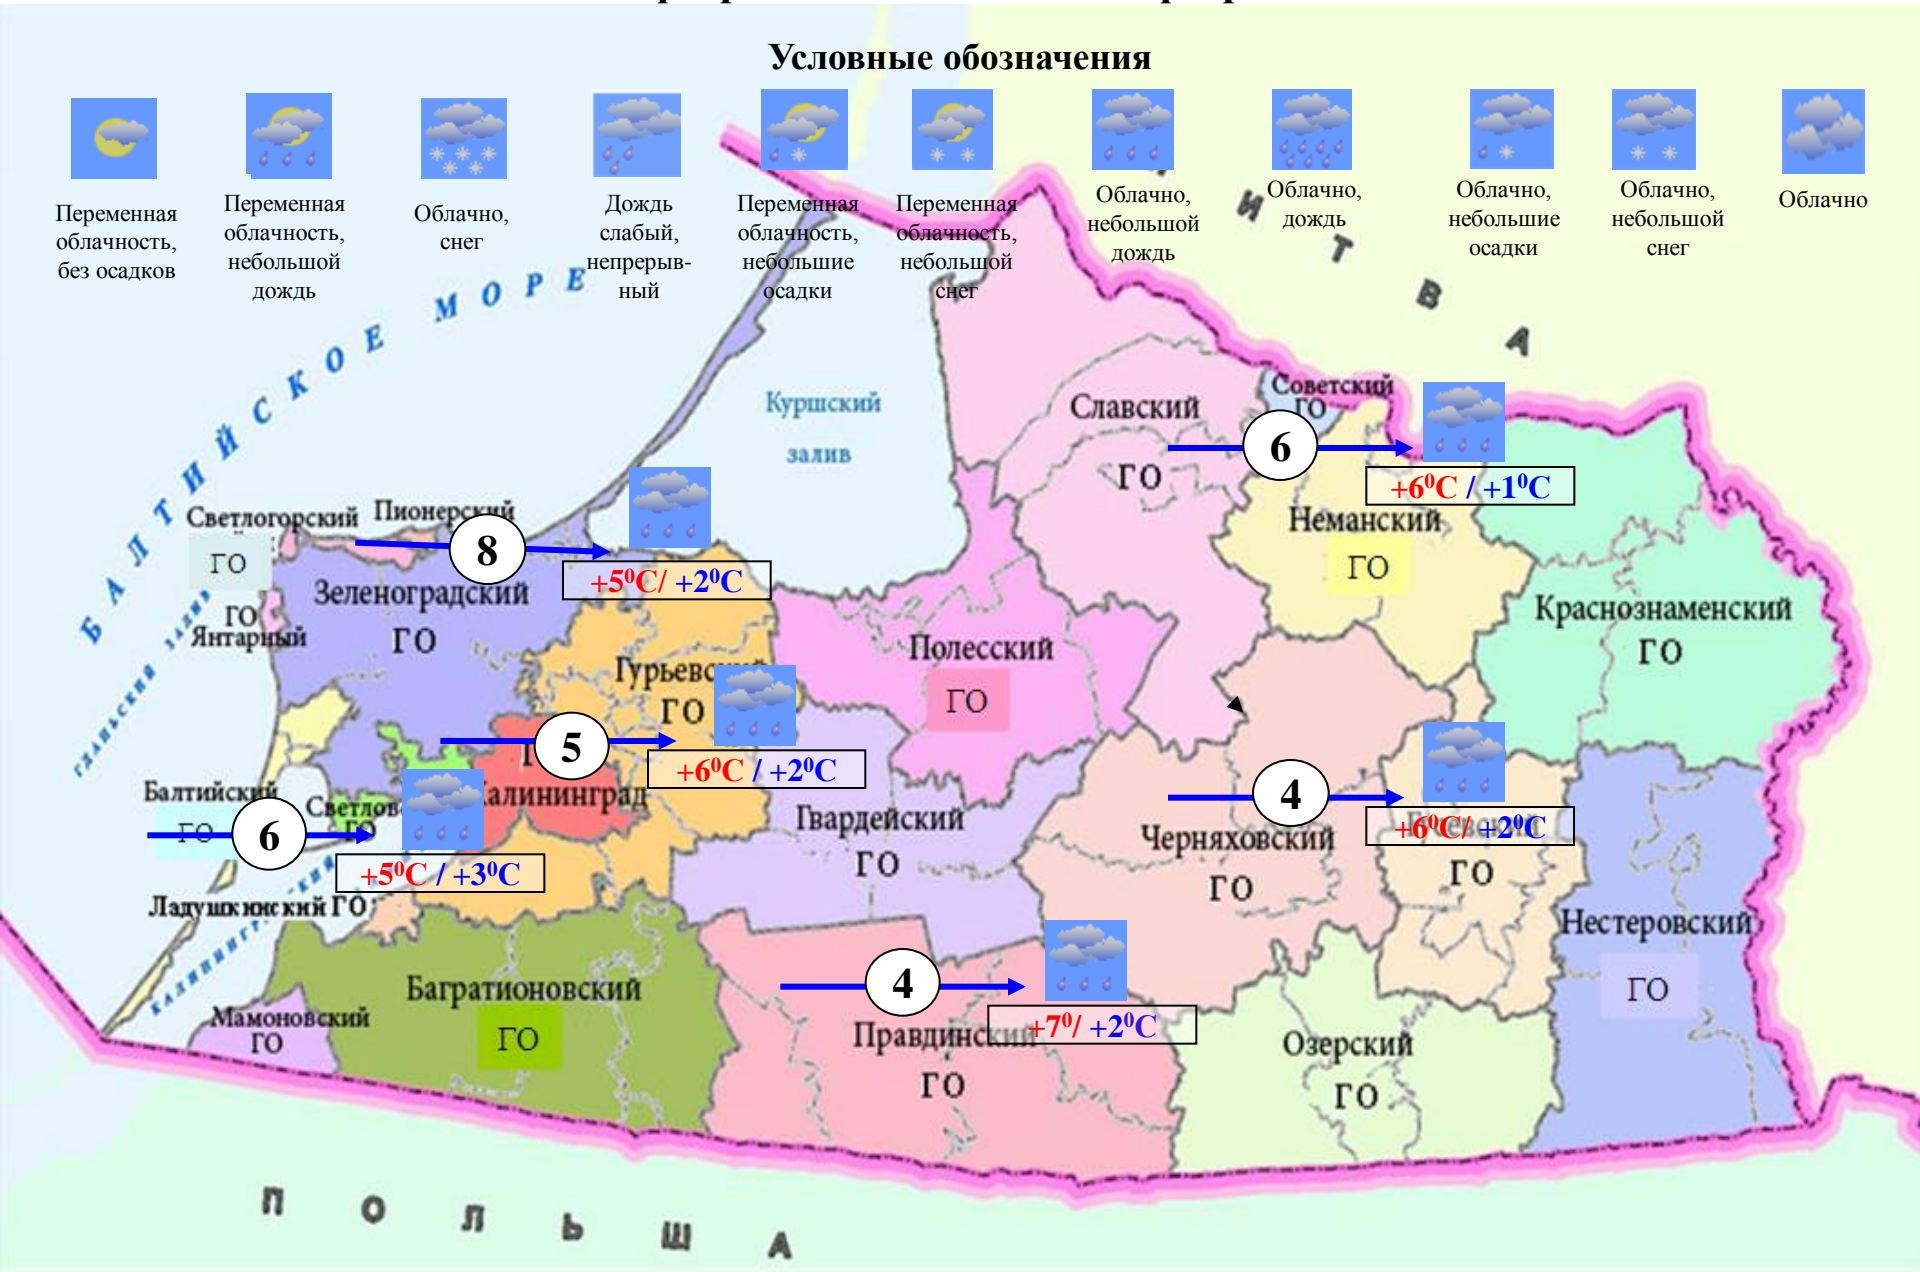 Условные обозначения
Переменная
облачность,
без осадков
Переменная
облачность,
небольшой
дождь
Облачно,
снег
Дождь
слабый,
непрерыв-
ный
Переменная
облачность,
небольшие
осадки
Переменная
облачность,
небольшой
снег
Облачно,
небольшой
дождь
Облачно,
дождь
Облачно,
небольшие
осадки
Облачно,
небольшой
снег
Облачно
БАЛТИЙСКОЕ МОРЕ
ИТВА
Куршский
залив
Славский
ГО
Советский
ГО
6
+6⁰С / +1⁰С
Неманский
ГО
Светлогорский
ГО
Пионерский
8
+5⁰С/ +2⁰С
Зеленоградский
ГО
ГО
Янтарный
Краснознаменский
ГО
Полесский
ГО
ГО
5
+6⁰С / +2⁰С
Балтийский
ГО
6
ГО
+5⁰С / +3⁰С
Гвардейский
ГО
4
Черняховский
ГО
+6⁰С/ +2⁰С
ГО
Ладушкинский ГО
Нестеровский
ГО
Багратионовский
ГО
4
+7⁰/ +2⁰С
Мамоновский
ГО
ГО
Озерский
ГО
ПОЛЬША